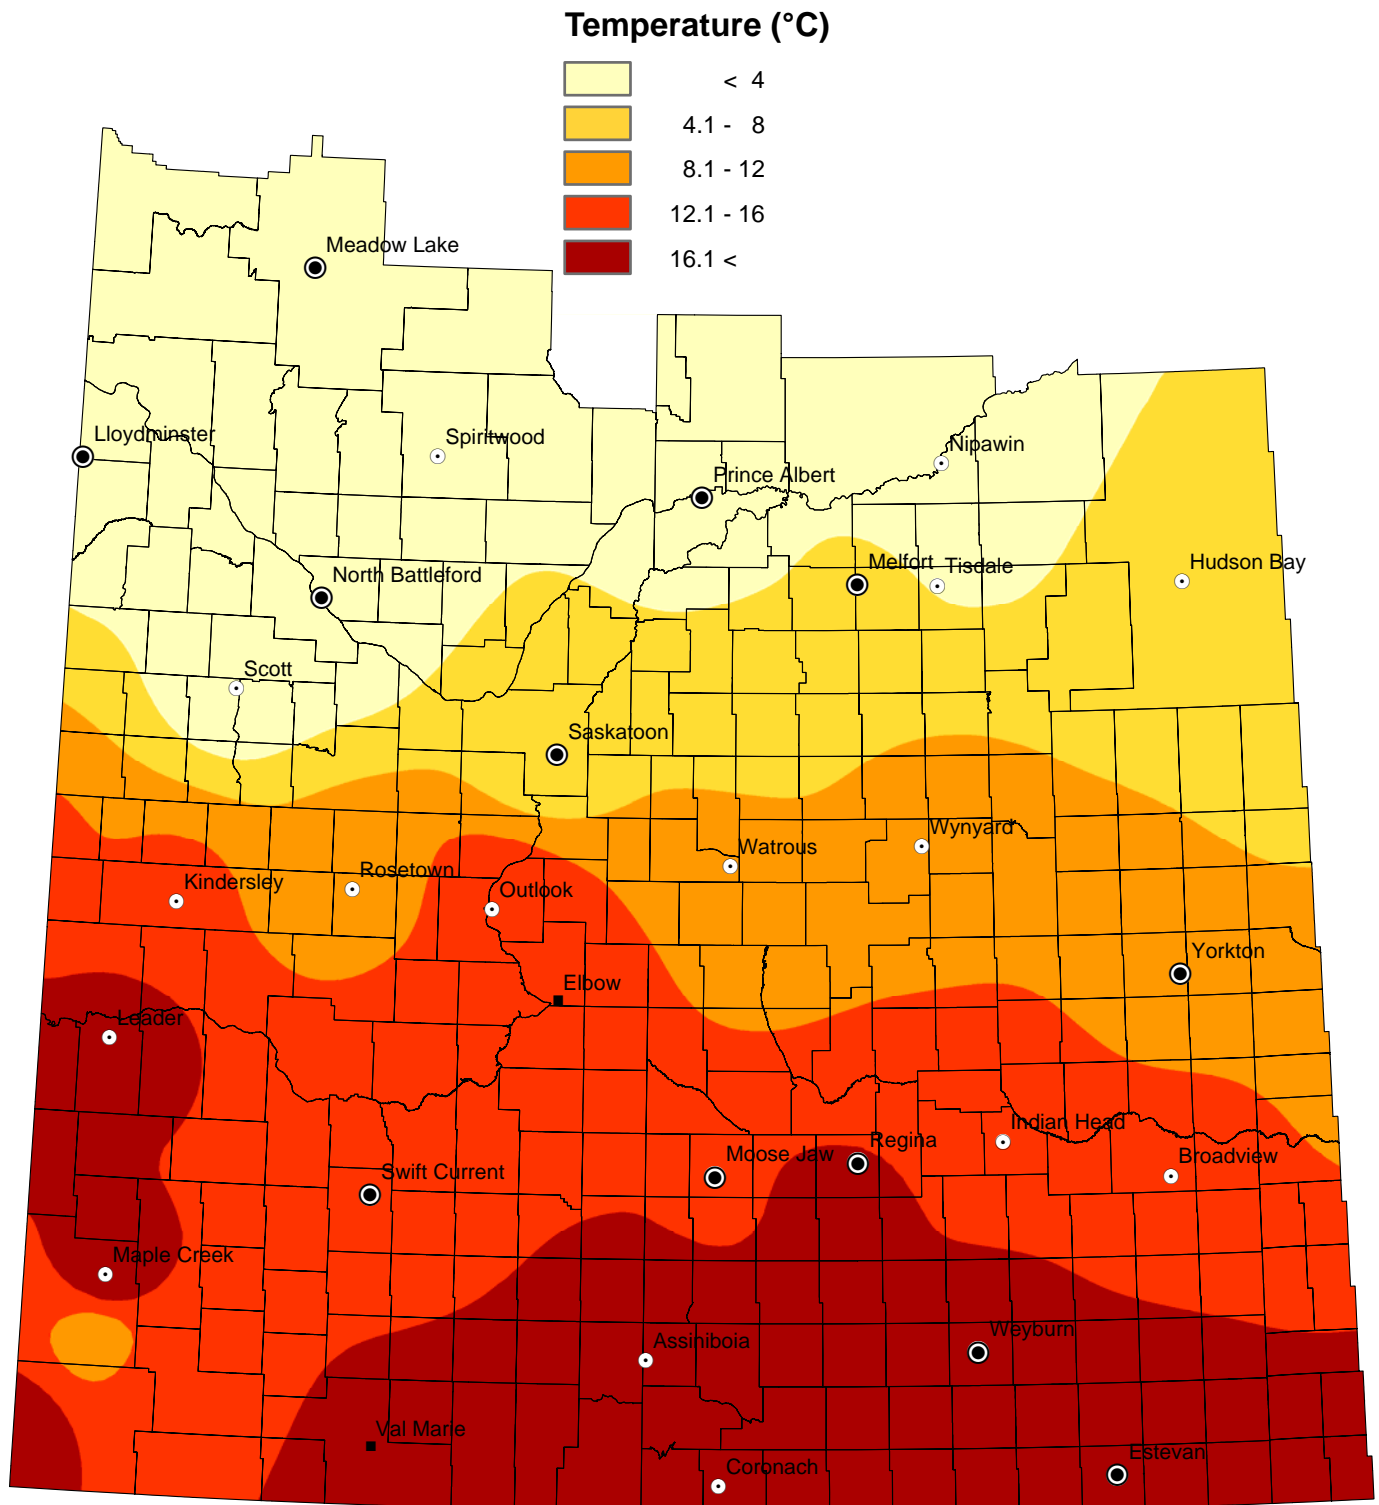 Temperature (°C)
< 4
4.1 - 8
8.1 - 12
12.1 - 16
16.1 <
Meadow Lake
Lloydminster
Spiritwood
Nipawin
Prince Albert
Melfort
Tisdale
Hudson Bay
North Battleford
Scott
Saskatoon
Wynyard
Watrous
Rosetown
Kindersley
Outlook
Yorkton
Elbow
Leader
Indian Head
Regina
Moose Jaw
Broadview
Swift Current
Maple Creek
Weyburn
Assiniboia
Val Marie
Estevan
Coronach